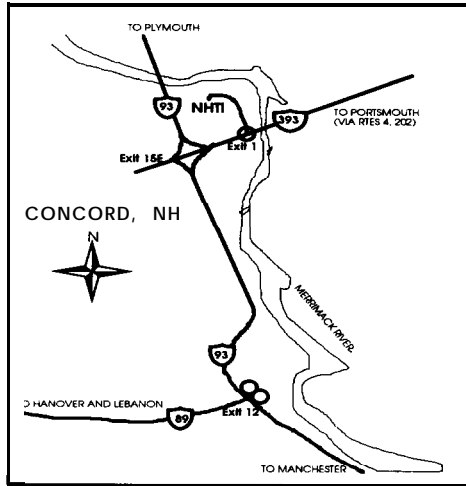 TO PLYMOUTH
93
NHTI
393
TO PORTSMOUTH
(VIA RTES 4, 202)
Exit 1
Exit 15E
CONCORD, NH
N
MERRIMACK RIVER
93
O HANOVER AND LEBANON
89
Exit 12
TO MANCHESTER